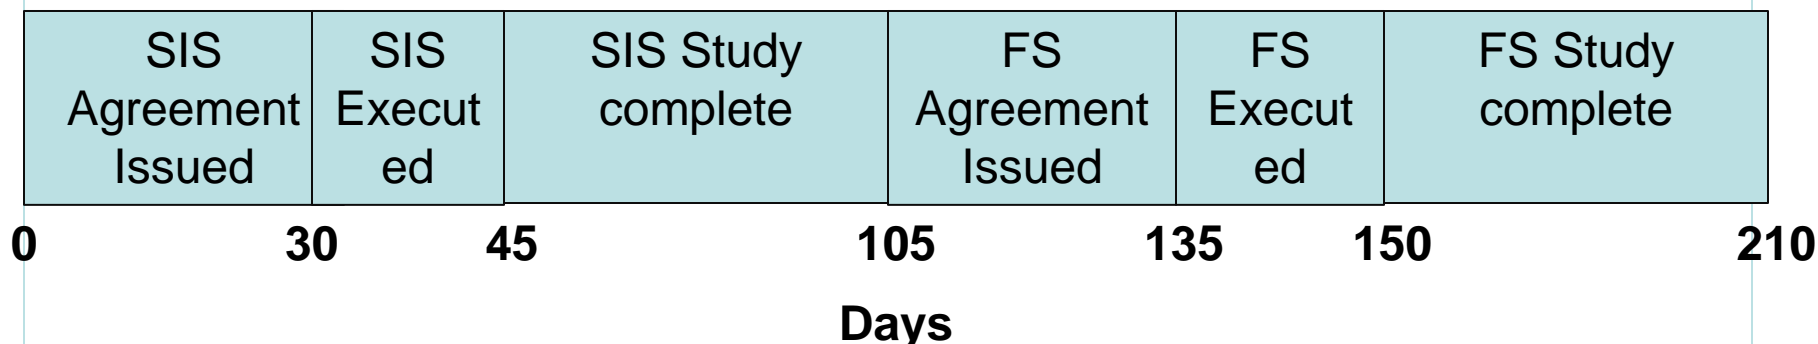 SIS
Agreement
Issued
SIS
Execut
ed
SIS Study
complete
FS
Agreement
Issued
FS
Execut
ed
FS Study
complete
0 30 45 105 135 150 210
Days